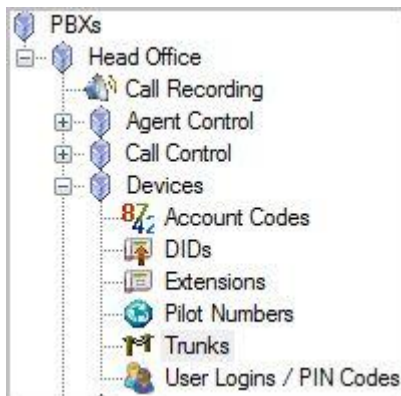 PBXs
Head Office
Call Recording
Agent Control
Call Control
Devices
Account Codes
DIDs
Extensions
Pilot Numbers
Trunks
User Logins / PIN Codes